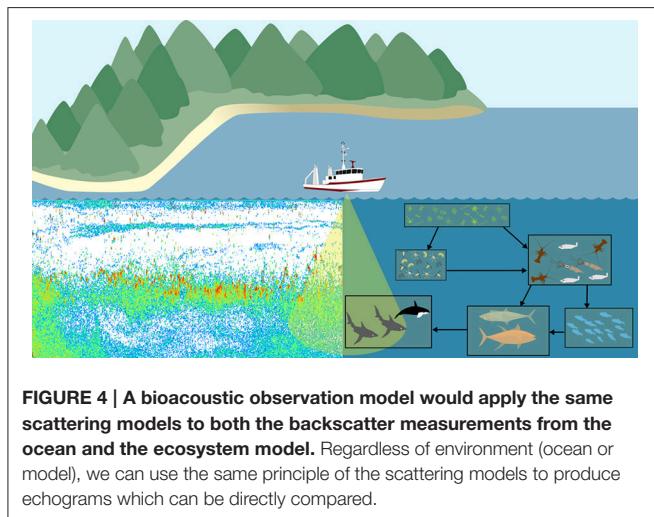 FIGURE 4 | A bioacoustic observation model would apply the same
scattering models to both the backscatter measurements from the
ocean and the ecosystem model. Regardless of environment (ocean or
model), we can use the same principle of the scattering models to produce
echograms which can be directly compared.